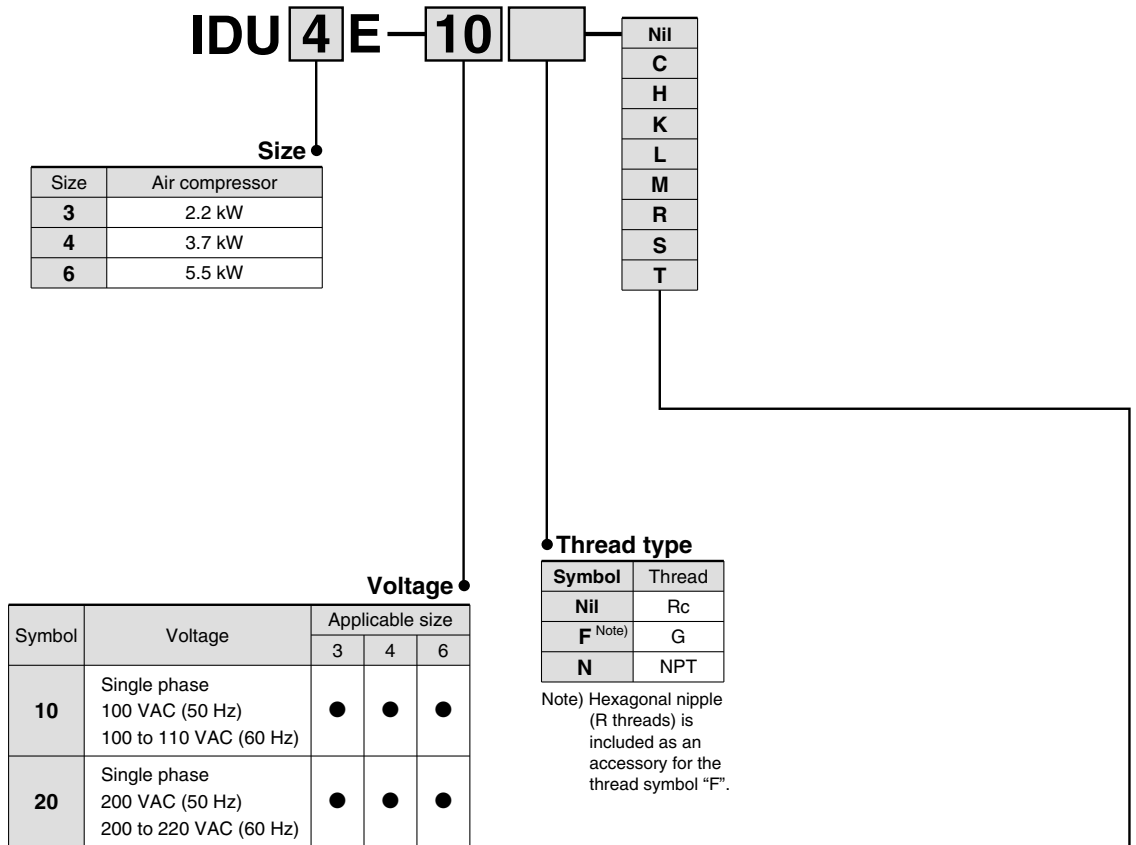 IDU 4 E — 10
Nil
C
H
K
L
M
R
S
T
Size
Size Air compressor
3 2.2 kW
4 3.7 kW
6 5.5 kW
Thread type
Symbol Thread
Nil Rc
F Note) G
N NPT
Note) Hexagonal nipple
(R threads) is
included as an
accessory for the
thread symbol “F”.
Voltage
Symbol Voltage Applicable size
3 4 6
10
Single phase
100 VAC (50 Hz) ● ● ●
100 to 110 VAC (60 Hz)
20
Single phase
200 VAC (50 Hz) ● ● ●
200 to 220 VAC (60 Hz)